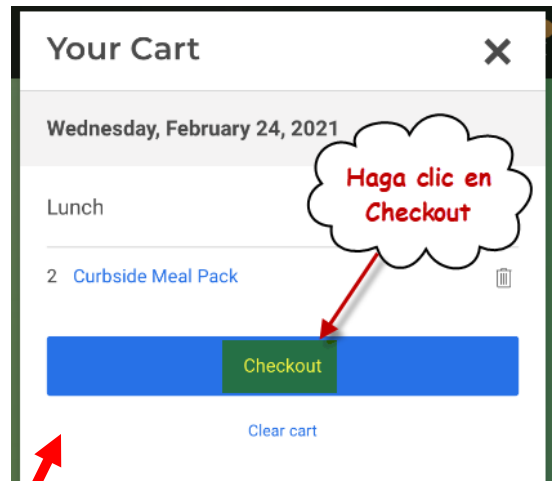 Your Cart
Wednesday, February 24, 2021
Haga clic en
Checkout
Lunch
2 Curbside Meal Pack
Checkout
Clear cart